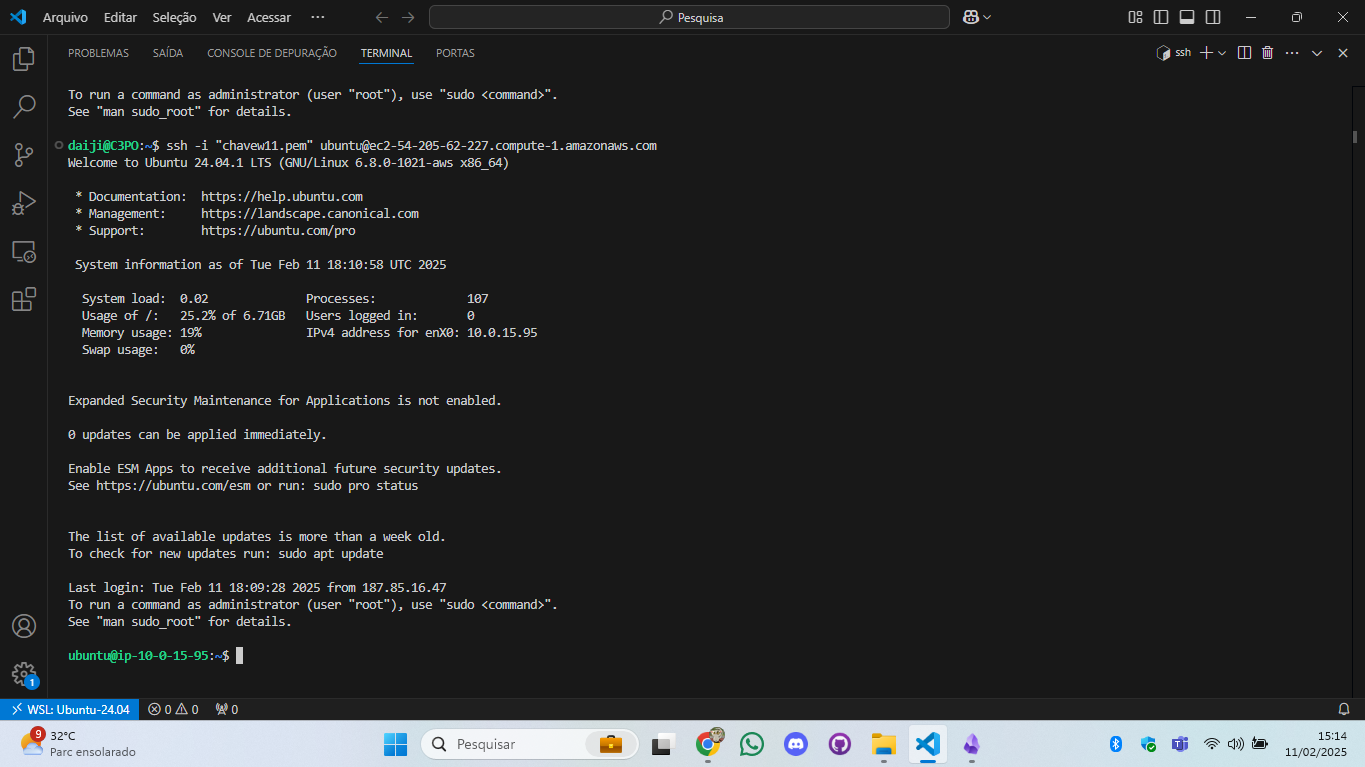 Arquivo Editar Seleção Ver Acessar ··· Pesquisa
PROBLEMAS SAÍDA CONSOLE DE DEPURAÇÃO TERMINAL PORTAS ssh
To run a command as administrator (user "root"), use "sudo <command>".
See "man sudo_root" for details.
daiji@C3PO:~$ ssh -i "chavew11.pem" ubuntu@ec2-54-205-62-227.compute-1.amazonaws.com
Welcome to Ubuntu 24.04.1 LTS (GNU/Linux 6.8.0-1021-aws x86_64)
* Documentation: https://help.ubuntu.com
* Management: https://landscape.canonical.com
* Support: https://ubuntu.com/pro
System information as of Tue Feb 11 18:10:58 UTC 2025
System load: 0.02 Processes: 107
Usage of /: 25.2% of 6.71GB Users logged in: 0
Memory usage: 19% IPv4 address for enX0: 10.0.15.95
Swap usage: 0%
Expanded Security Maintenance for Applications is not enabled.
0 updates can be applied immediately.
Enable ESM Apps to receive additional future security updates.
See https://ubuntu.com/esm or run: sudo pro status
The list of available updates is more than a week old.
To check for new updates run: sudo apt update
Last login: Tue Feb 11 18:09:28 2025 from 187.85.16.47
To run a command as administrator (user "root"), use "sudo <command>".
See "man sudo_root" for details.
ubuntu@ip-10-0-15-95:~$
1
WSL: Ubuntu-24.04 0 0 0
9 32°C
Parc ensolarado
Pesquisar
15:14
11/02/2025